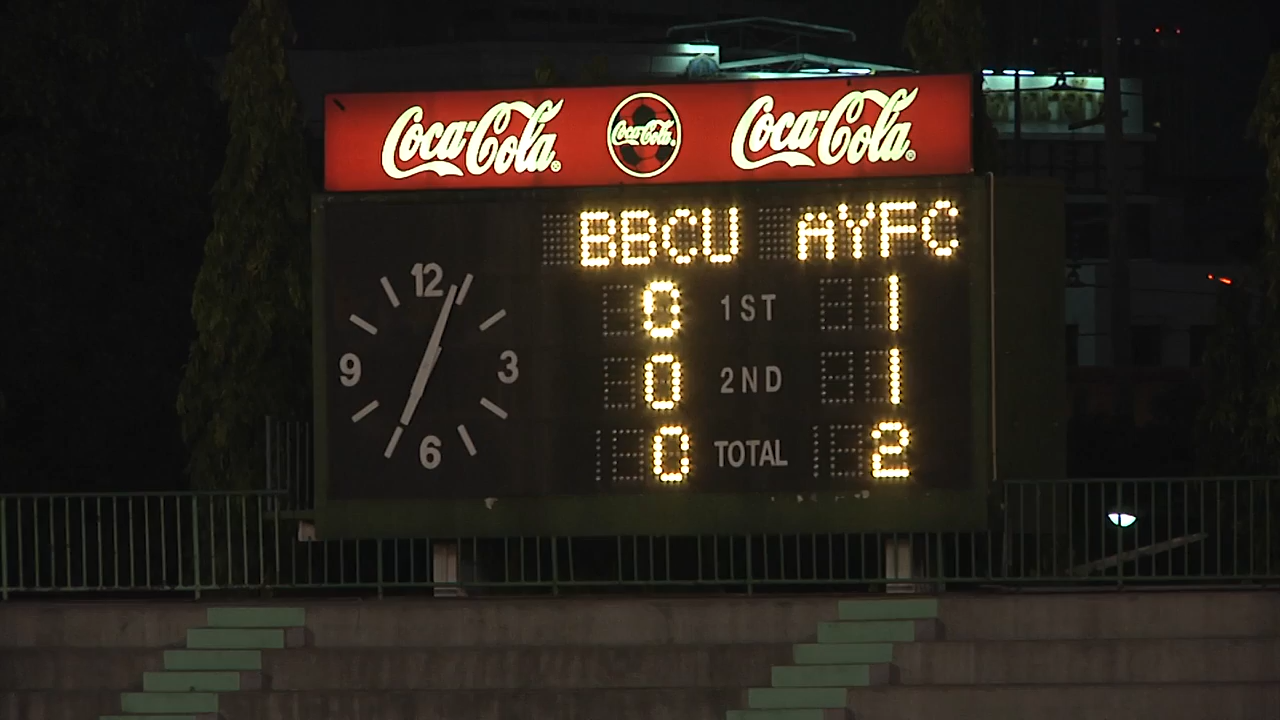 Coca-Cola Coca-Cola Coca-Cola
BBCU AYFC
12
3
6
9
0 1ST 1
0 2ND 1
0 TOTAL 2